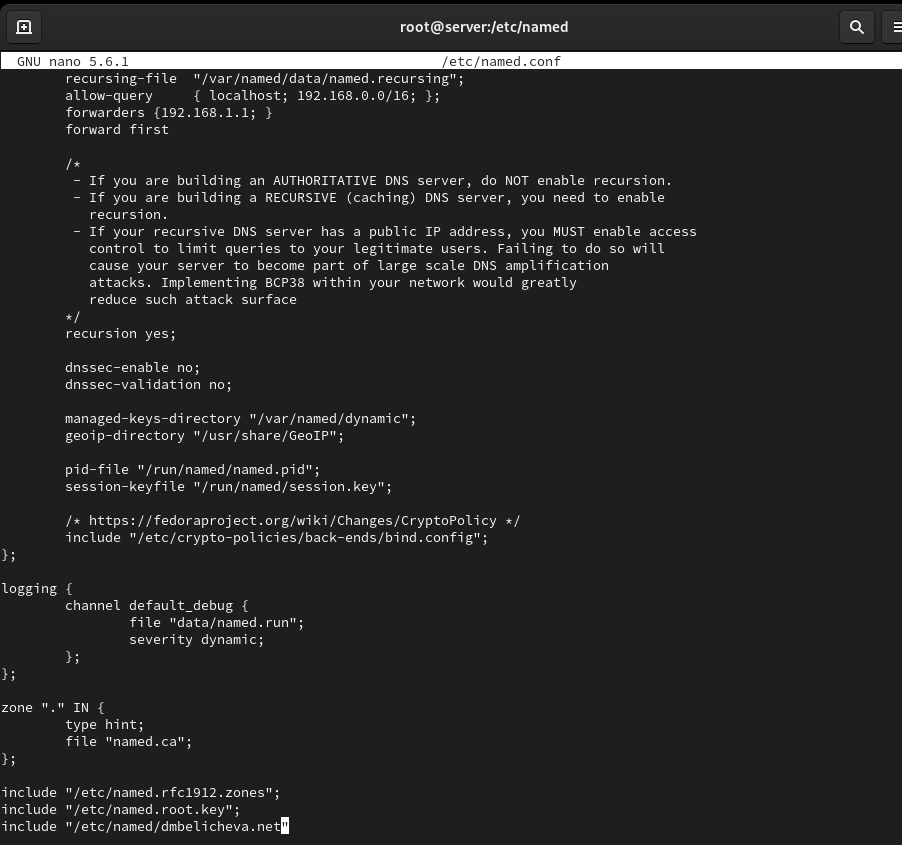 root@server:/etc/named
GNU nano 5.6.1 /etc/named.conf
recursing-file "/var/named/data/named.recursing";
allow-query { localhost; 192.168.0.0/16; };
forwarders {192.168.1.1; }
forward first
/*
- If you are building an AUTHORITATIVE DNS server, do NOT enable recursion.
- If you are building a RECURSIVE (caching) DNS server, you need to enable
recursion.
- If your recursive DNS server has a public IP address, you MUST enable access
control to limit queries to your legitimate users. Failing to do so will
cause your server to become part of large scale DNS amplification
attacks. Implementing BCP38 within your network would greatly
reduce such attack surface
*/
recursion yes;
dnssec-enable no;
dnssec-validation no;
managed-keys-directory "/var/named/dynamic";
geoip-directory "/usr/share/GeoIP";
pid-file "/run/named/named.pid";
session-keyfile "/run/named/session.key";
/* https://fedoraproject.org/wiki/Changes/CryptoPolicy */
include "/etc/crypto-policies/back-ends/bind.config";
};
logging {
channel default_debug {
file "data/named.run";
severity dynamic;
};
};
zone "." IN {
type hint;
file "named.ca";
};
include "/etc/named.rfc1912.zones";
include "/etc/named.root.key";
include "/etc/named/dmbelicheva.net"